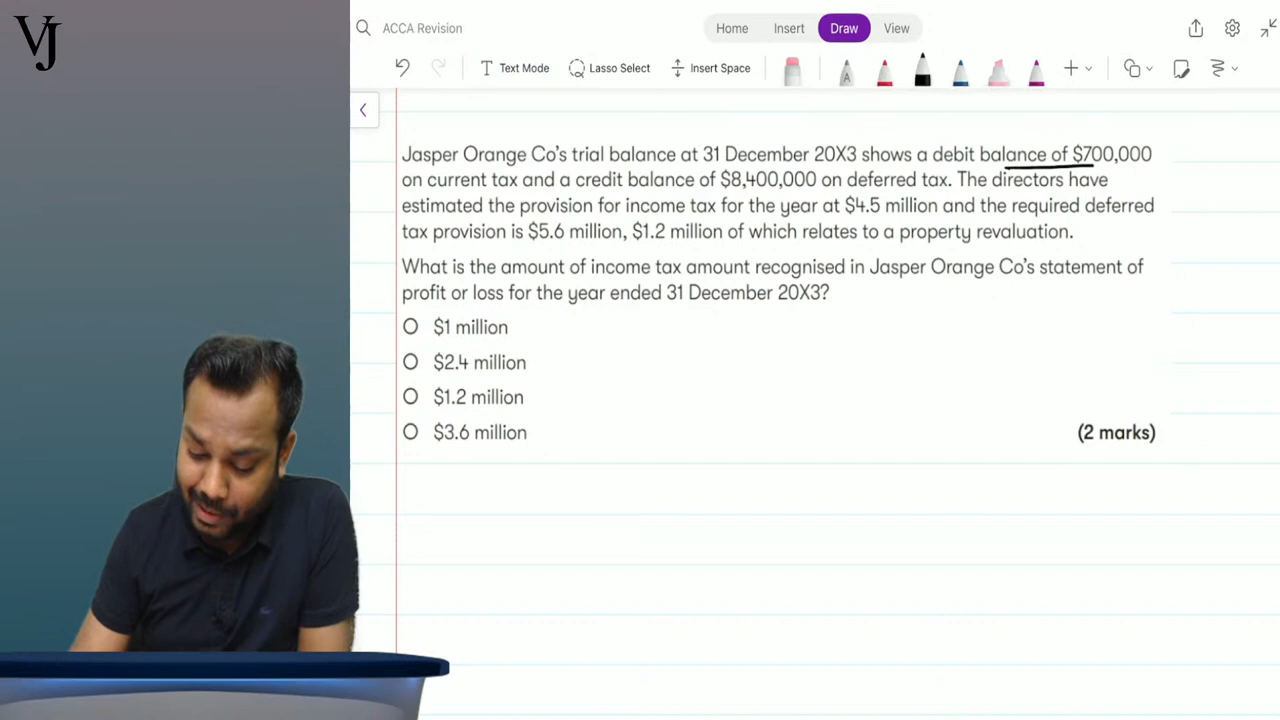 VJ
ACCA Revision
Home Insert Draw View
Text Mode Lasso Select Insert Space
A
Jasper Orange Co's trial balance at 31 December 20X3 shows a debit balance of $700,000
on current tax and a credit balance of $8,400,000 on deferred tax. The directors have
estimated the provision for income tax for the year at $4.5 million and the required deferred
tax provision is $5.6 million, $1.2 million of which relates to a property revaluation.
What is the amount of income tax amount recognised in Jasper Orange Co's statement of
profit or loss for the year ended 31 December 20X3?
$1 million
$2.4 million
$1.2 million
$3.6 million (2 marks)